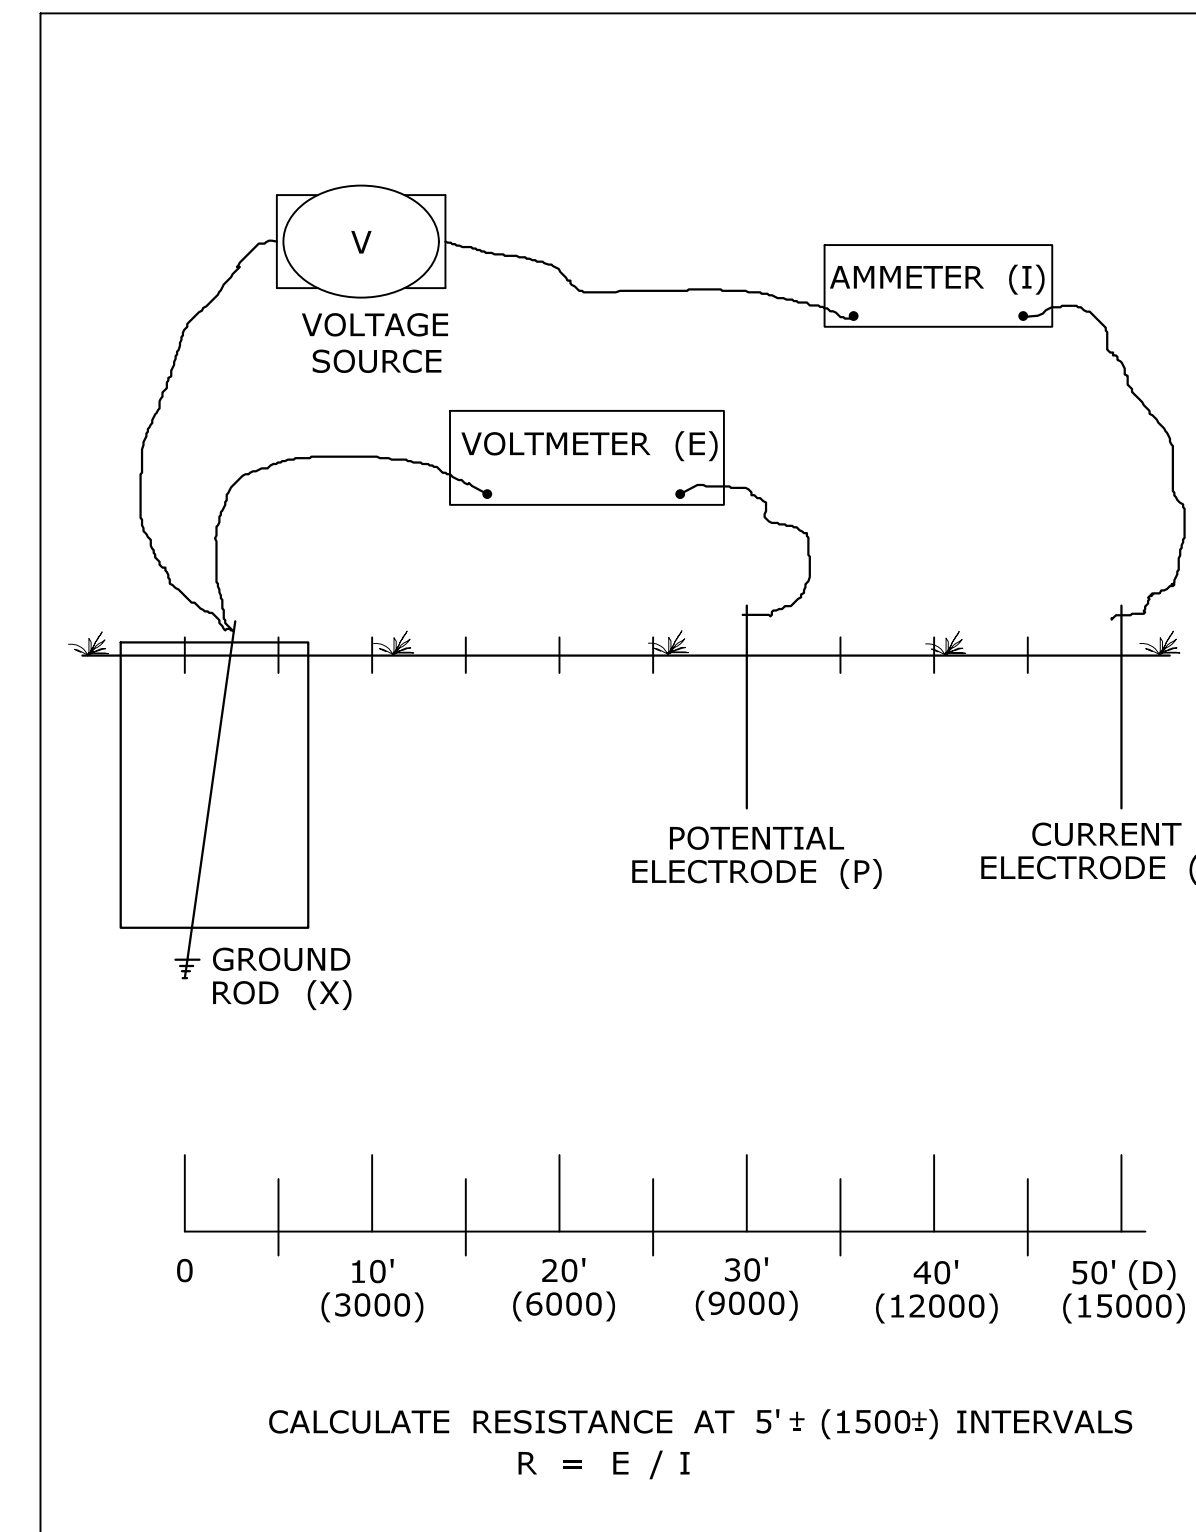 V
VOLTAGE
SOURCE
AMMETER (I)
VOLTMETER (E)
POTENTIAL
ELECTRODE (P)
CURRENT
ELECTRODE (
GROUND
ROD (X)
0
10'
(3000)
20'
(6000)
30'
(9000)
40'
(12000)
50' (D)
(15000)
CALCULATE RESISTANCE AT 5'± (1500±) INTERVALS
R = E / I